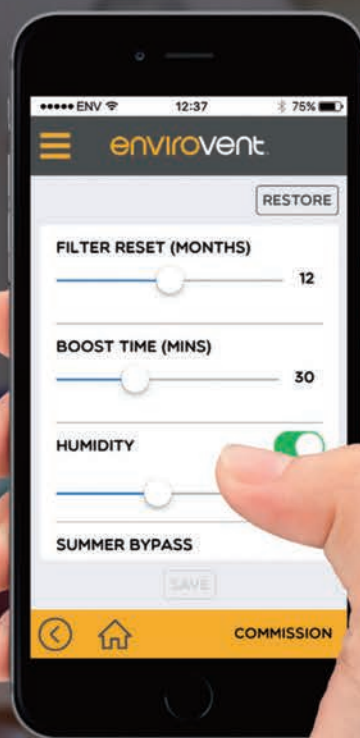 ●●●●● ENV 12:37 75%
envirovent
RESTORE
FILTER RESET (MONTHS)
12
BOOST TIME (MINS)
30
HUMIDITY
SUMMER BYPASS
SAVE
COMMISSION